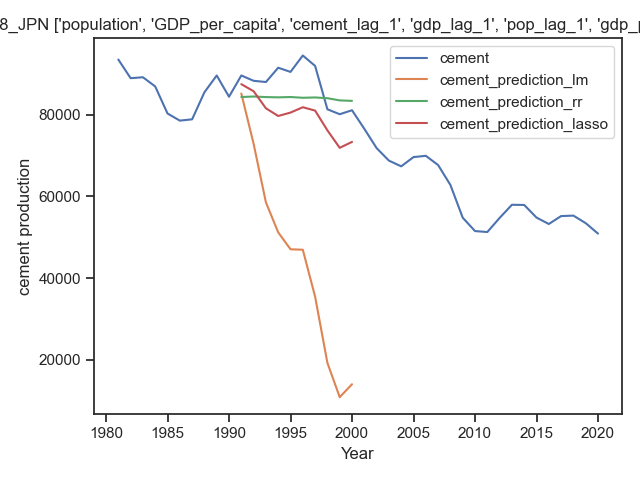 8_JPN ['population', 'GDP_per_capita', 'cement_lag_1', 'gdp_lag_1', 'pop_lag_1', 'gdp_p
cement
cement_prediction_lm
cement_prediction_rr
cement_prediction_lasso
cement production
80000
60000
40000
20000
1980 1985 1990 1995 2000 2005 2010 2015 2020
Year